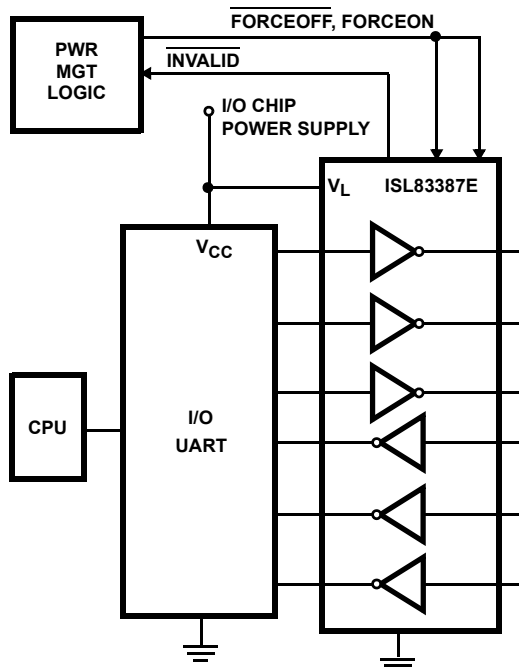 FORCEOFF, FORCEON
PWR
MGT
LOGIC
INVALID
I/O CHIP
POWER SUPPLY
VL
ISL83387E
VCC
CPU
I/O
UART